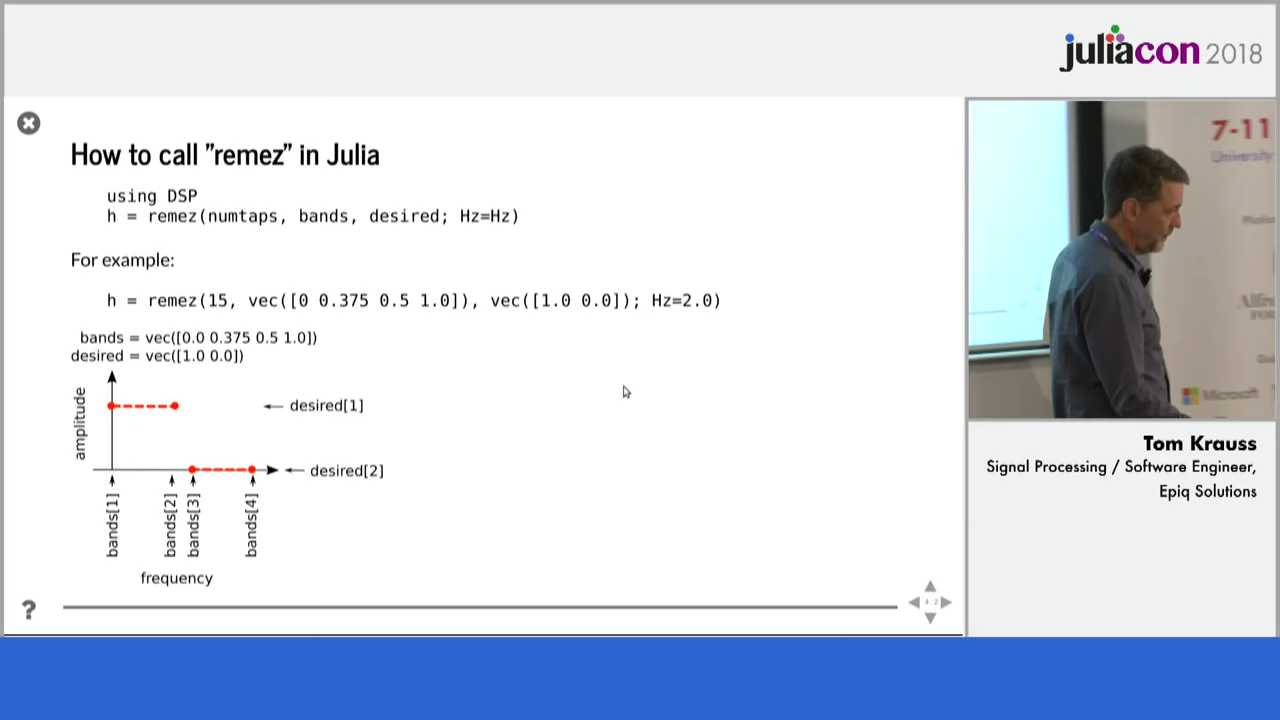 juliacon 2018
How to call "remez" in Julia
using DSP
h = remez(numtaps, bands, desired; Hz=Hz)
For example:
h = remez(15, vec([0 0.375 0.5 1.0]), vec([1.0 0.0]); Hz=2.0)
bands = vec([0.0 0.375 0.5 1.0])
desired = vec([1.0 0.0])
amplitude
desired[1]
desired[2]
bands[1]
bands[2]
bands[3]
bands[4]
frequency
?
4.2
7-11
University
Microsoft
Tom Krauss
Signal Processing / Software Engineer,
Epiq Solutions